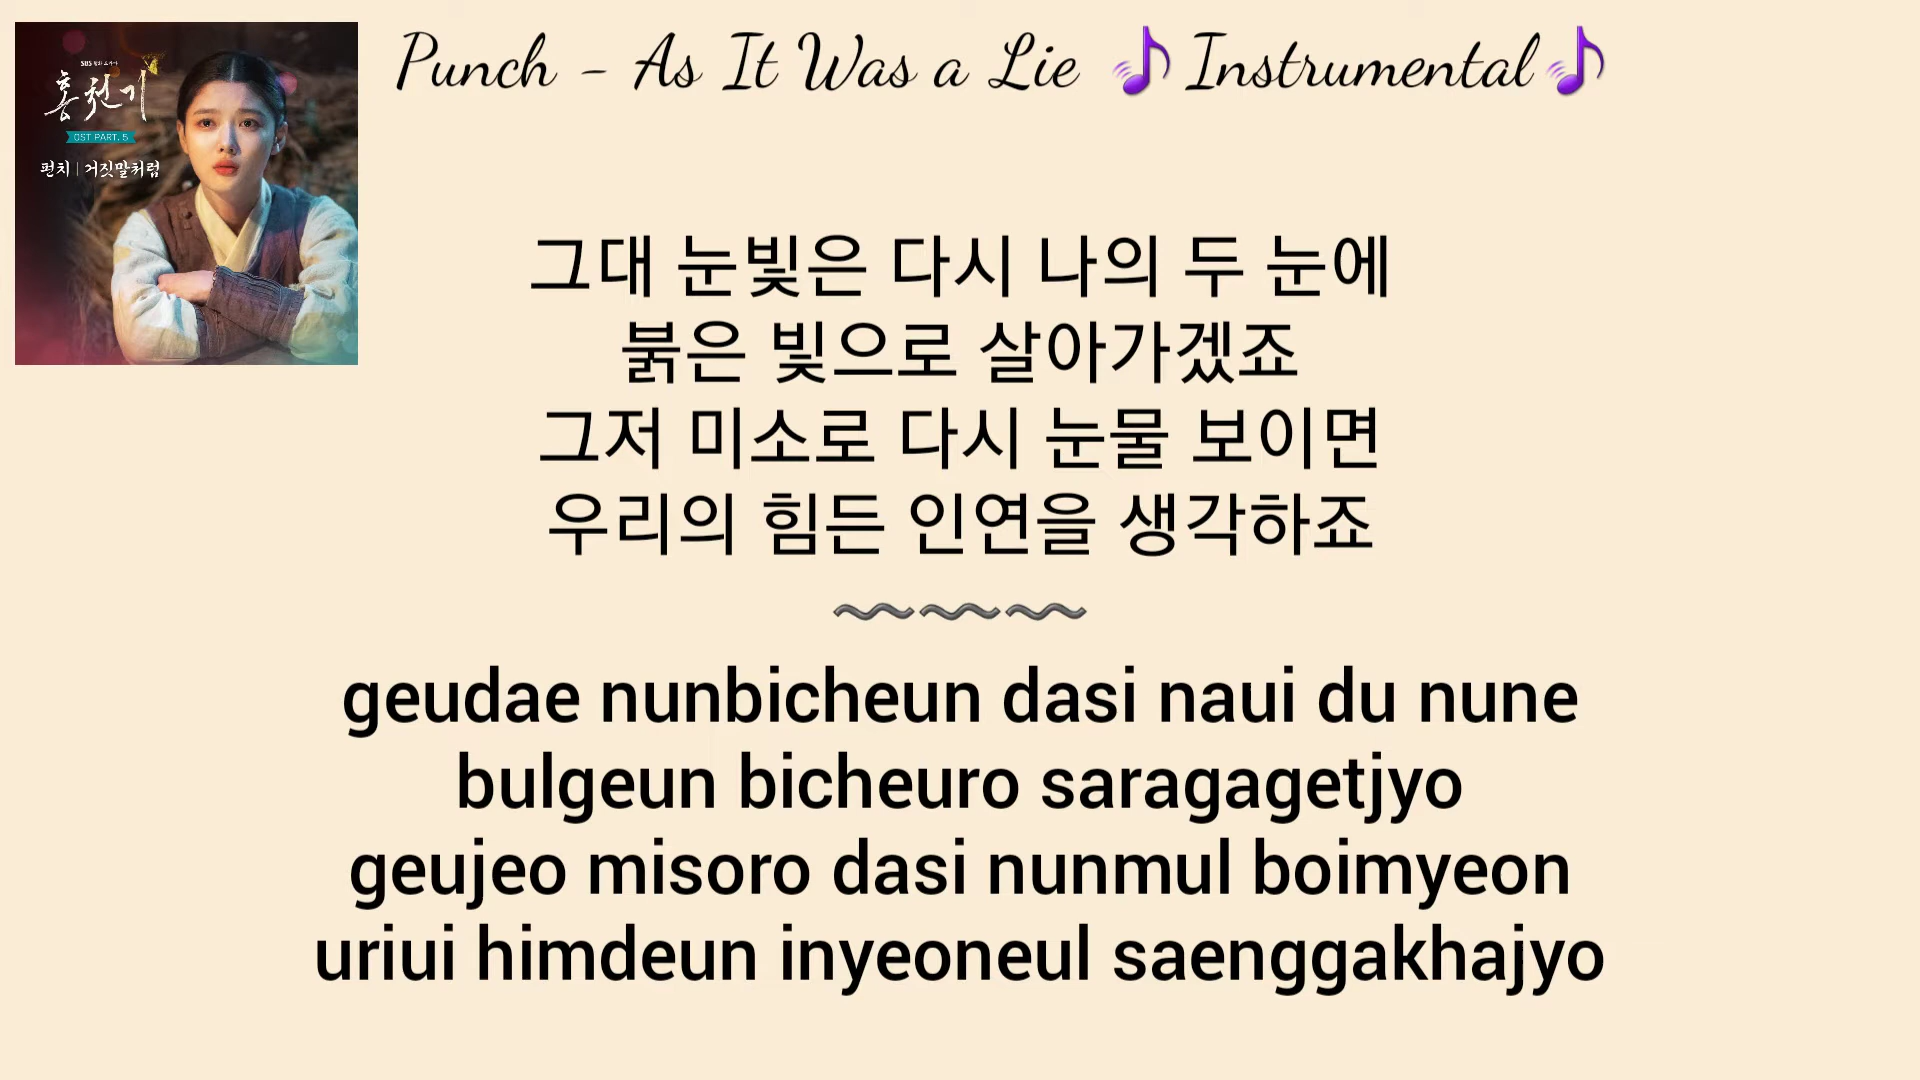 Punch - As It Was a Lie 🎵 Instrumental 🎵
홍천기
OST PART. 5
펀치 | 거짓말처럼
그대 눈빛은 다시 나의 두 눈에
붉은 빛으로 살아가겠죠
그저 미소로 다시 눈물 보이면
우리의 힘든 인연을 생각하죠
geudae nunbicheun dasi naui du nune
bulgeun bicheuro saragagetjyo
geujeo misoro dasi nunmul boimyeon
uriui himdeun inyeoneul saenggakhajyo